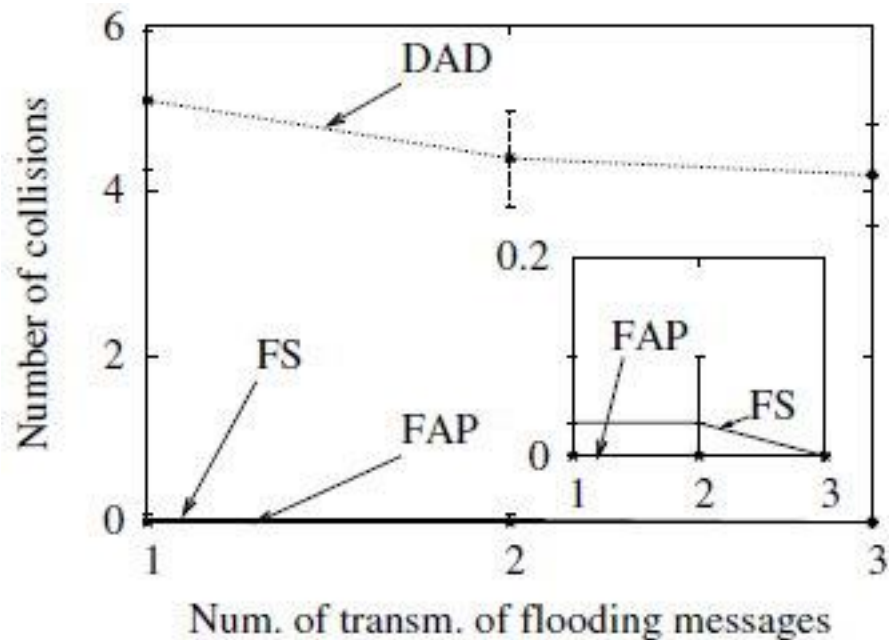 6
DAD
4
0.2
FAP
FS
0
1 2 3
2
FS
FAP
0
1 2 3
Number of collisions
Num. of transm. of flooding messages